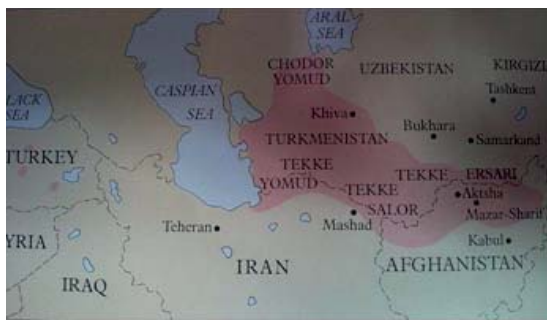 ARAL
SEA
CHODOR
YOMUD
UZBEKISTAN
KIRGIZI
Tashkent
CASPIAN
SEA
LACK
SEA
Khiva
Bukhara
Samarkand
TURKMENISTAN
TURKEY
TEKKE
YOMUD
TEKKE
SALOR
TEKKE
ERSARI
Aktsha
Mazar-Sharif
Teheran
Mashad
Kabul
YRIA
IRAN
AFGHANISTAN
IRAQ